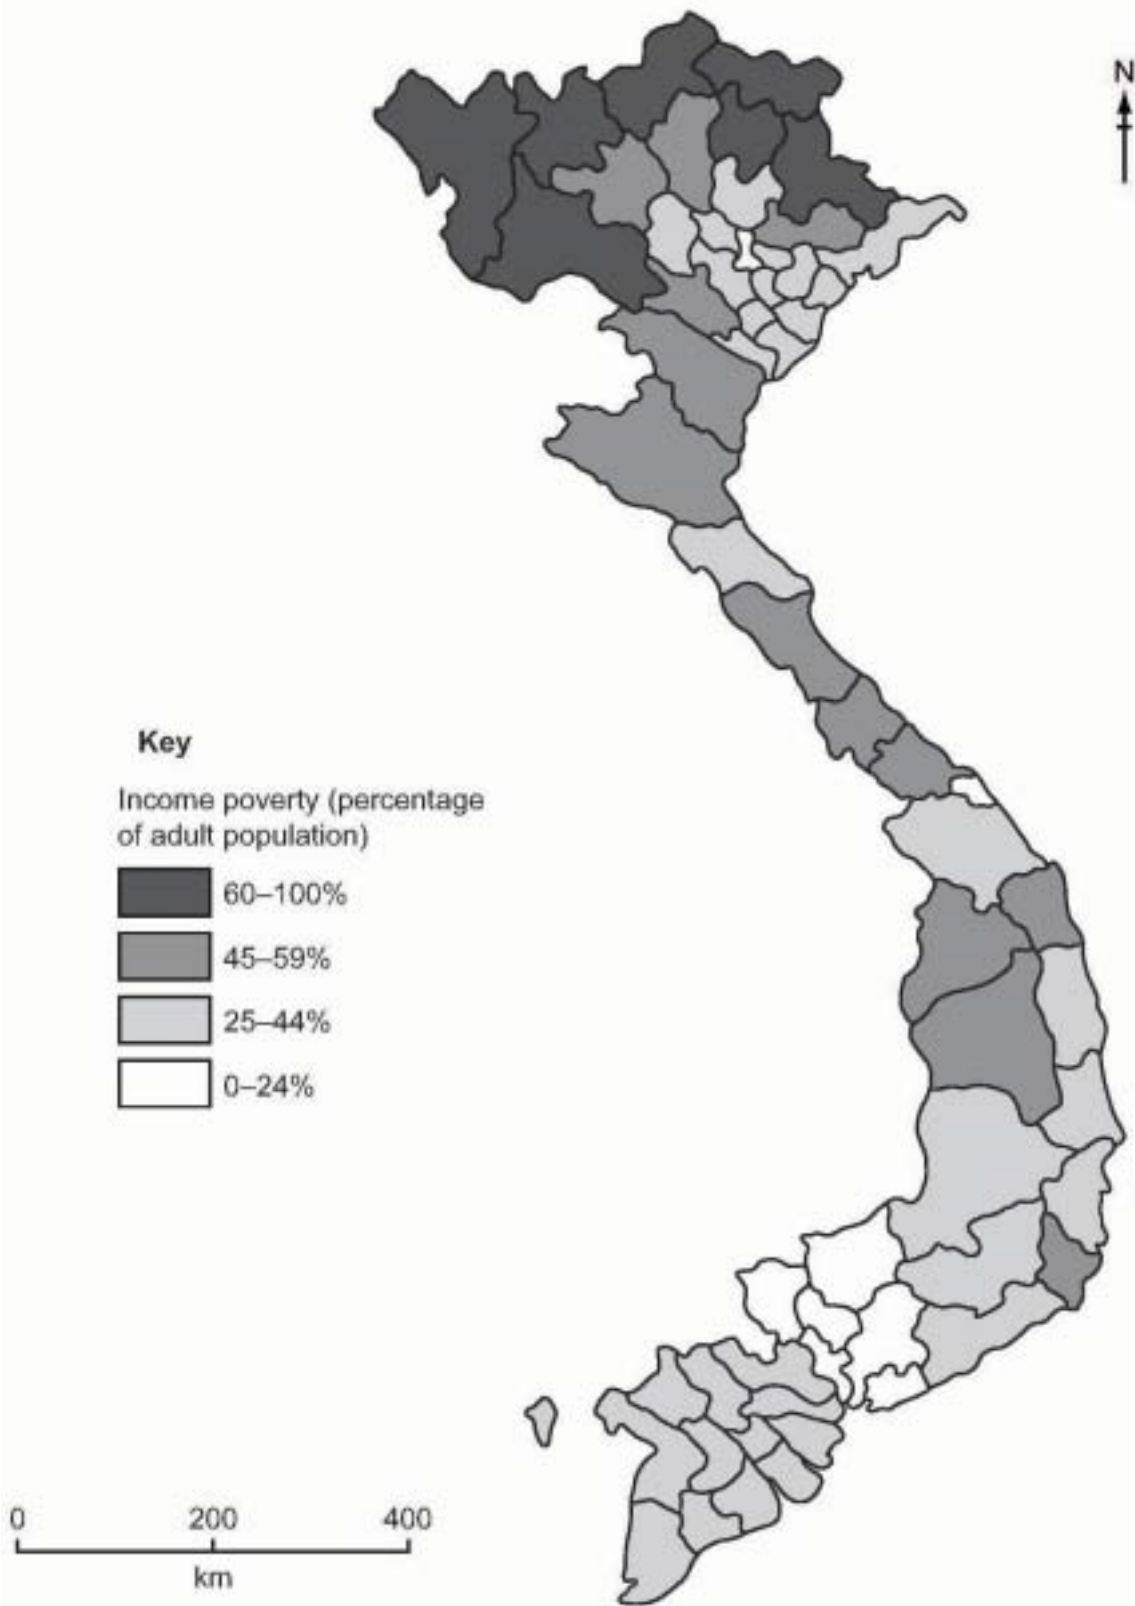 N
Key
Income poverty (percentage
of adult population)
60–100%
45–59%
25–44%
0–24%
0 200 400
km